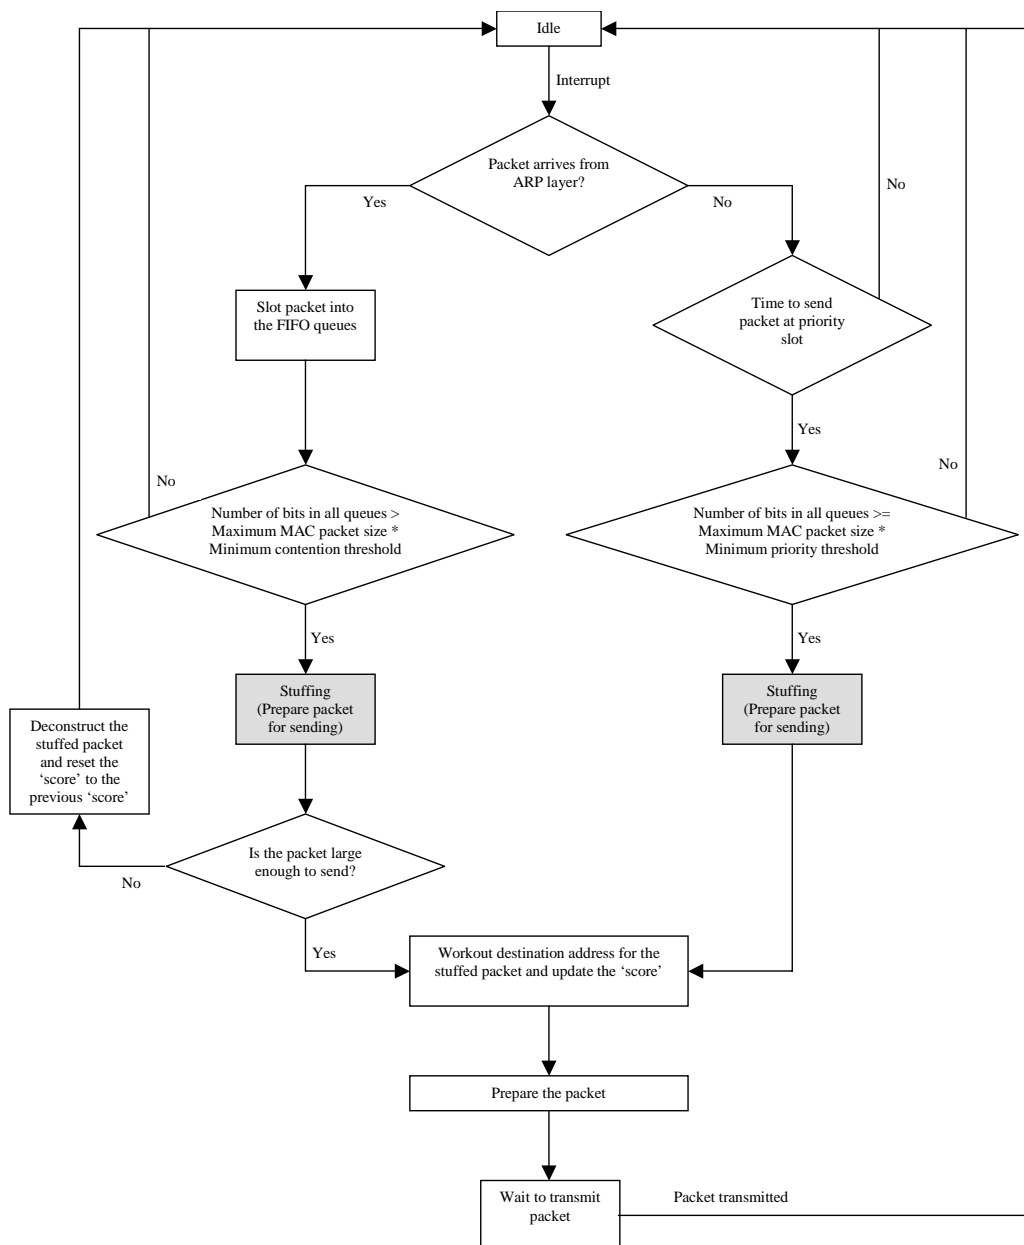 Idle
Interrupt
Packet arrives from
ARP layer?
Yes
No
No
Slot packet into
the FIFO queues
Time to send
packet at priority
slot
Yes
No
No
Number of bits in all queues >
Maximum MAC packet size *
Minimum contention threshold
Number of bits in all queues >=
Maximum MAC packet size *
Minimum priority threshold
Yes
Yes
Stuffing
(Prepare packet
for sending)
Stuffing
(Prepare packet
for sending)
Deconstruct the
stuffed packet
and reset the
‘score’ to the
previous ‘score’
Is the packet large
enough to send?
No
Yes
Workout destination address for the
stuffed packet and update the ‘score’
Prepare the packet
Wait to transmit
packet
Packet transmitted